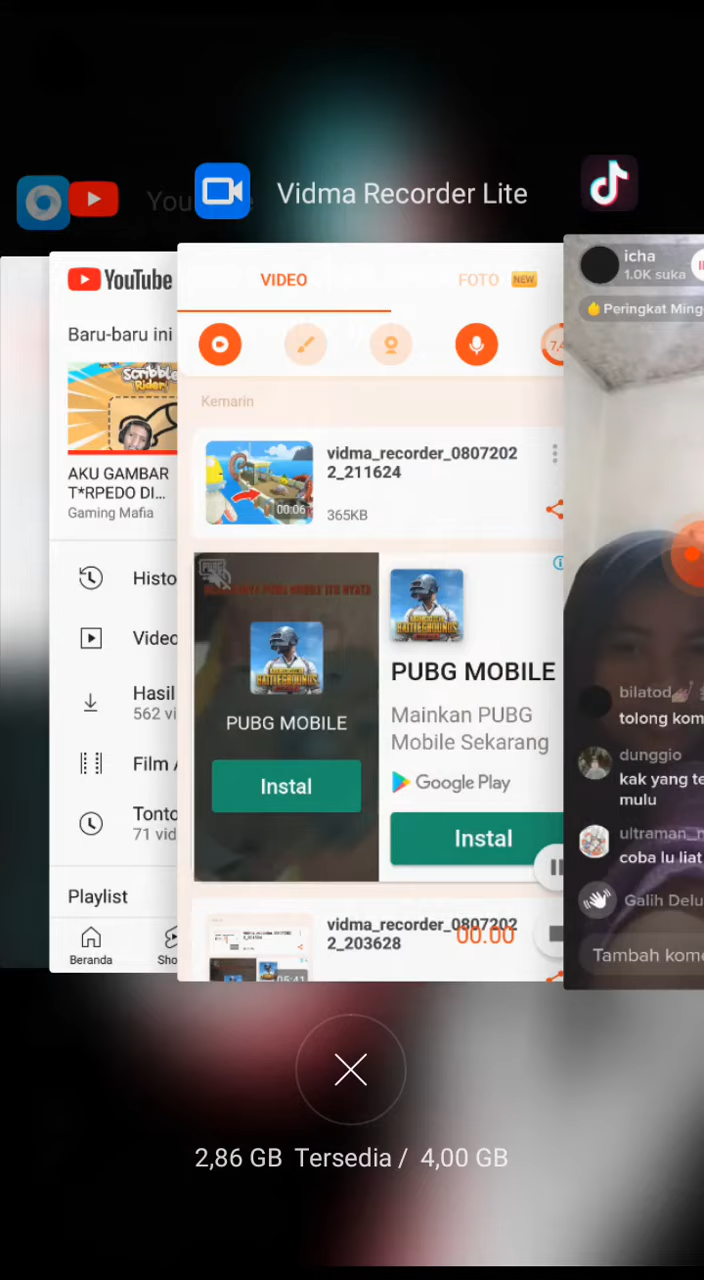 Vidma Recorder Lite
YouTube
Baru-baru ini
AKU GAMBAR
T*RPEDO DI...
Gaming Mafia
Histo
Video
Hasil
562 vi
Film
Tonto
71 vid
Playlist
Beranda
Sho
VIDEO
FOTO
NEW
Kemarin
vidma_recorder_0807202
2_211624
00:06
365KB
PUBG MOBILE
Instal
PUBG MOBILE
Mainkan PUBG
Mobile Sekarang
Google Play
Instal
vidma_recorder_0807202
2_203628
00.00
05:41
icha
1.0K suka
Peringkat Ming
bilatod
tolong kom
dunggio
kak yang te
mulu
ultraman_n
coba lu liat
Galih Delu
Tambah kome
2,86 GB Tersedia / 4,00 GB